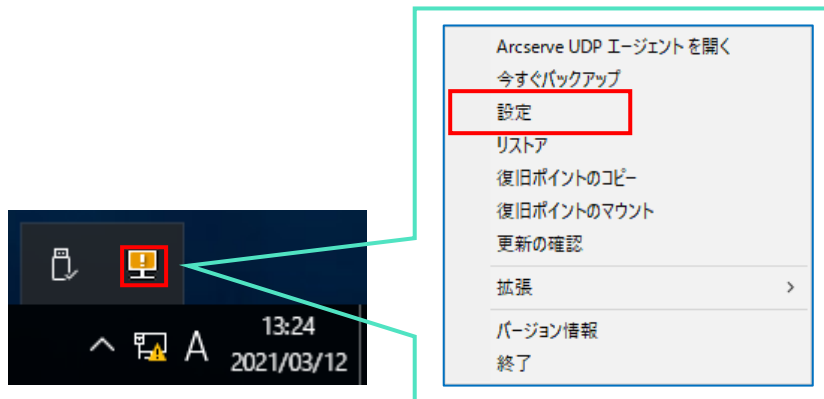 Arcserve UDP エージェントを開く
今すぐバックアップ
設定
リストア
復旧ポイントのコピー
復旧ポイントのマウント
更新の確認
拡張
バージョン情報
終了
A
13:24
2021/03/12